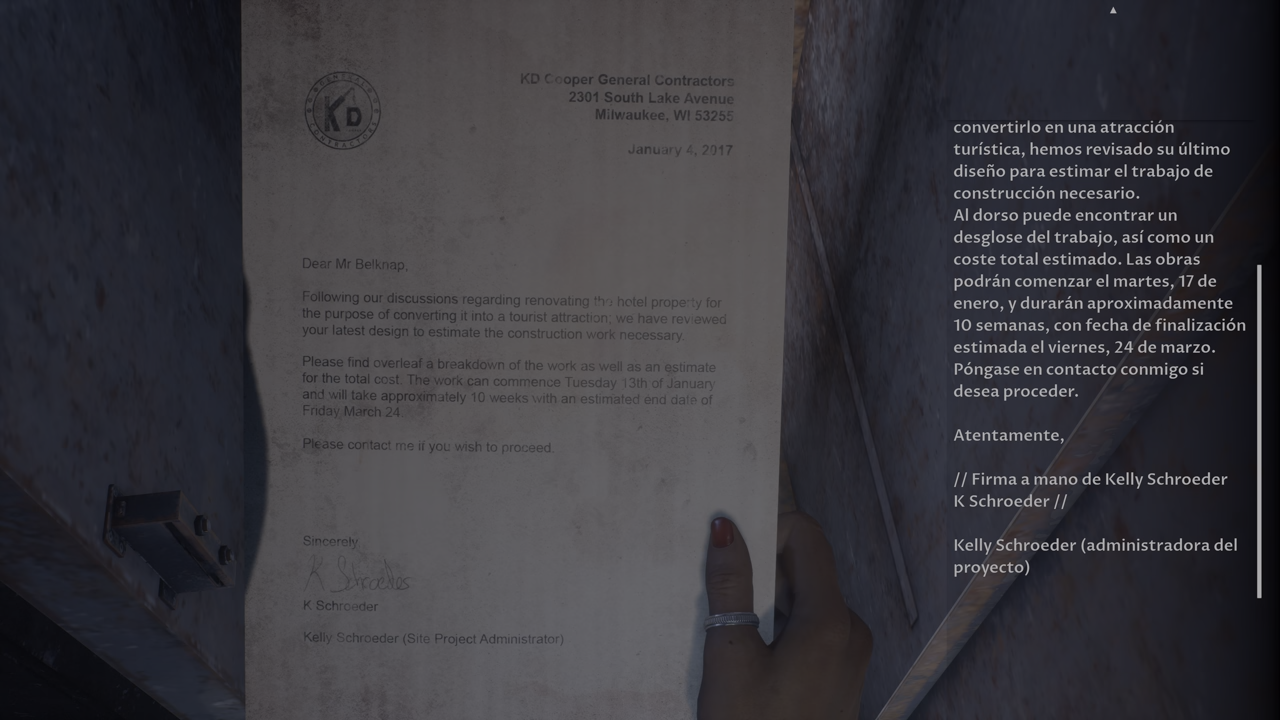 KD
KD Cooper General Contractors
2301 South Lake Avenue
Milwaukee, WI 53255
January 4, 2017
Dear Mr Belknap,
Following our discussions regarding renovating the hotel property for
the purpose of converting it into a tourist attraction; we have reviewed
your latest design to estimate the construction work necessary.
Please find overleaf a breakdown of the work as well as an estimate
for the total cost. The work can commence Tuesday 13th of January
and will take approximately 10 weeks with an estimated end date of
Friday March 24.
Please contact me if you wish to proceed.
Sincerely,
K Schroeder
K Schroeder
Kelly Schroeder (Site Project Administrator)
convertirlo en una atracción
turística, hemos revisado su último
diseño para estimar el trabajo de
construcción necesario.
Al dorso puede encontrar un
desglose del trabajo, así como un
coste total estimado. Las obras
podrán comenzar el martes, 17 de
enero, y durarán aproximadamente
10 semanas, con fecha de finalización
estimada el viernes, 24 de marzo.
Póngase en contacto conmigo si
desea proceder.
Atentamente,
// Firma a mano de Kelly Schroeder
K Schroeder //
Kelly Schroeder (administradora del
proyecto)